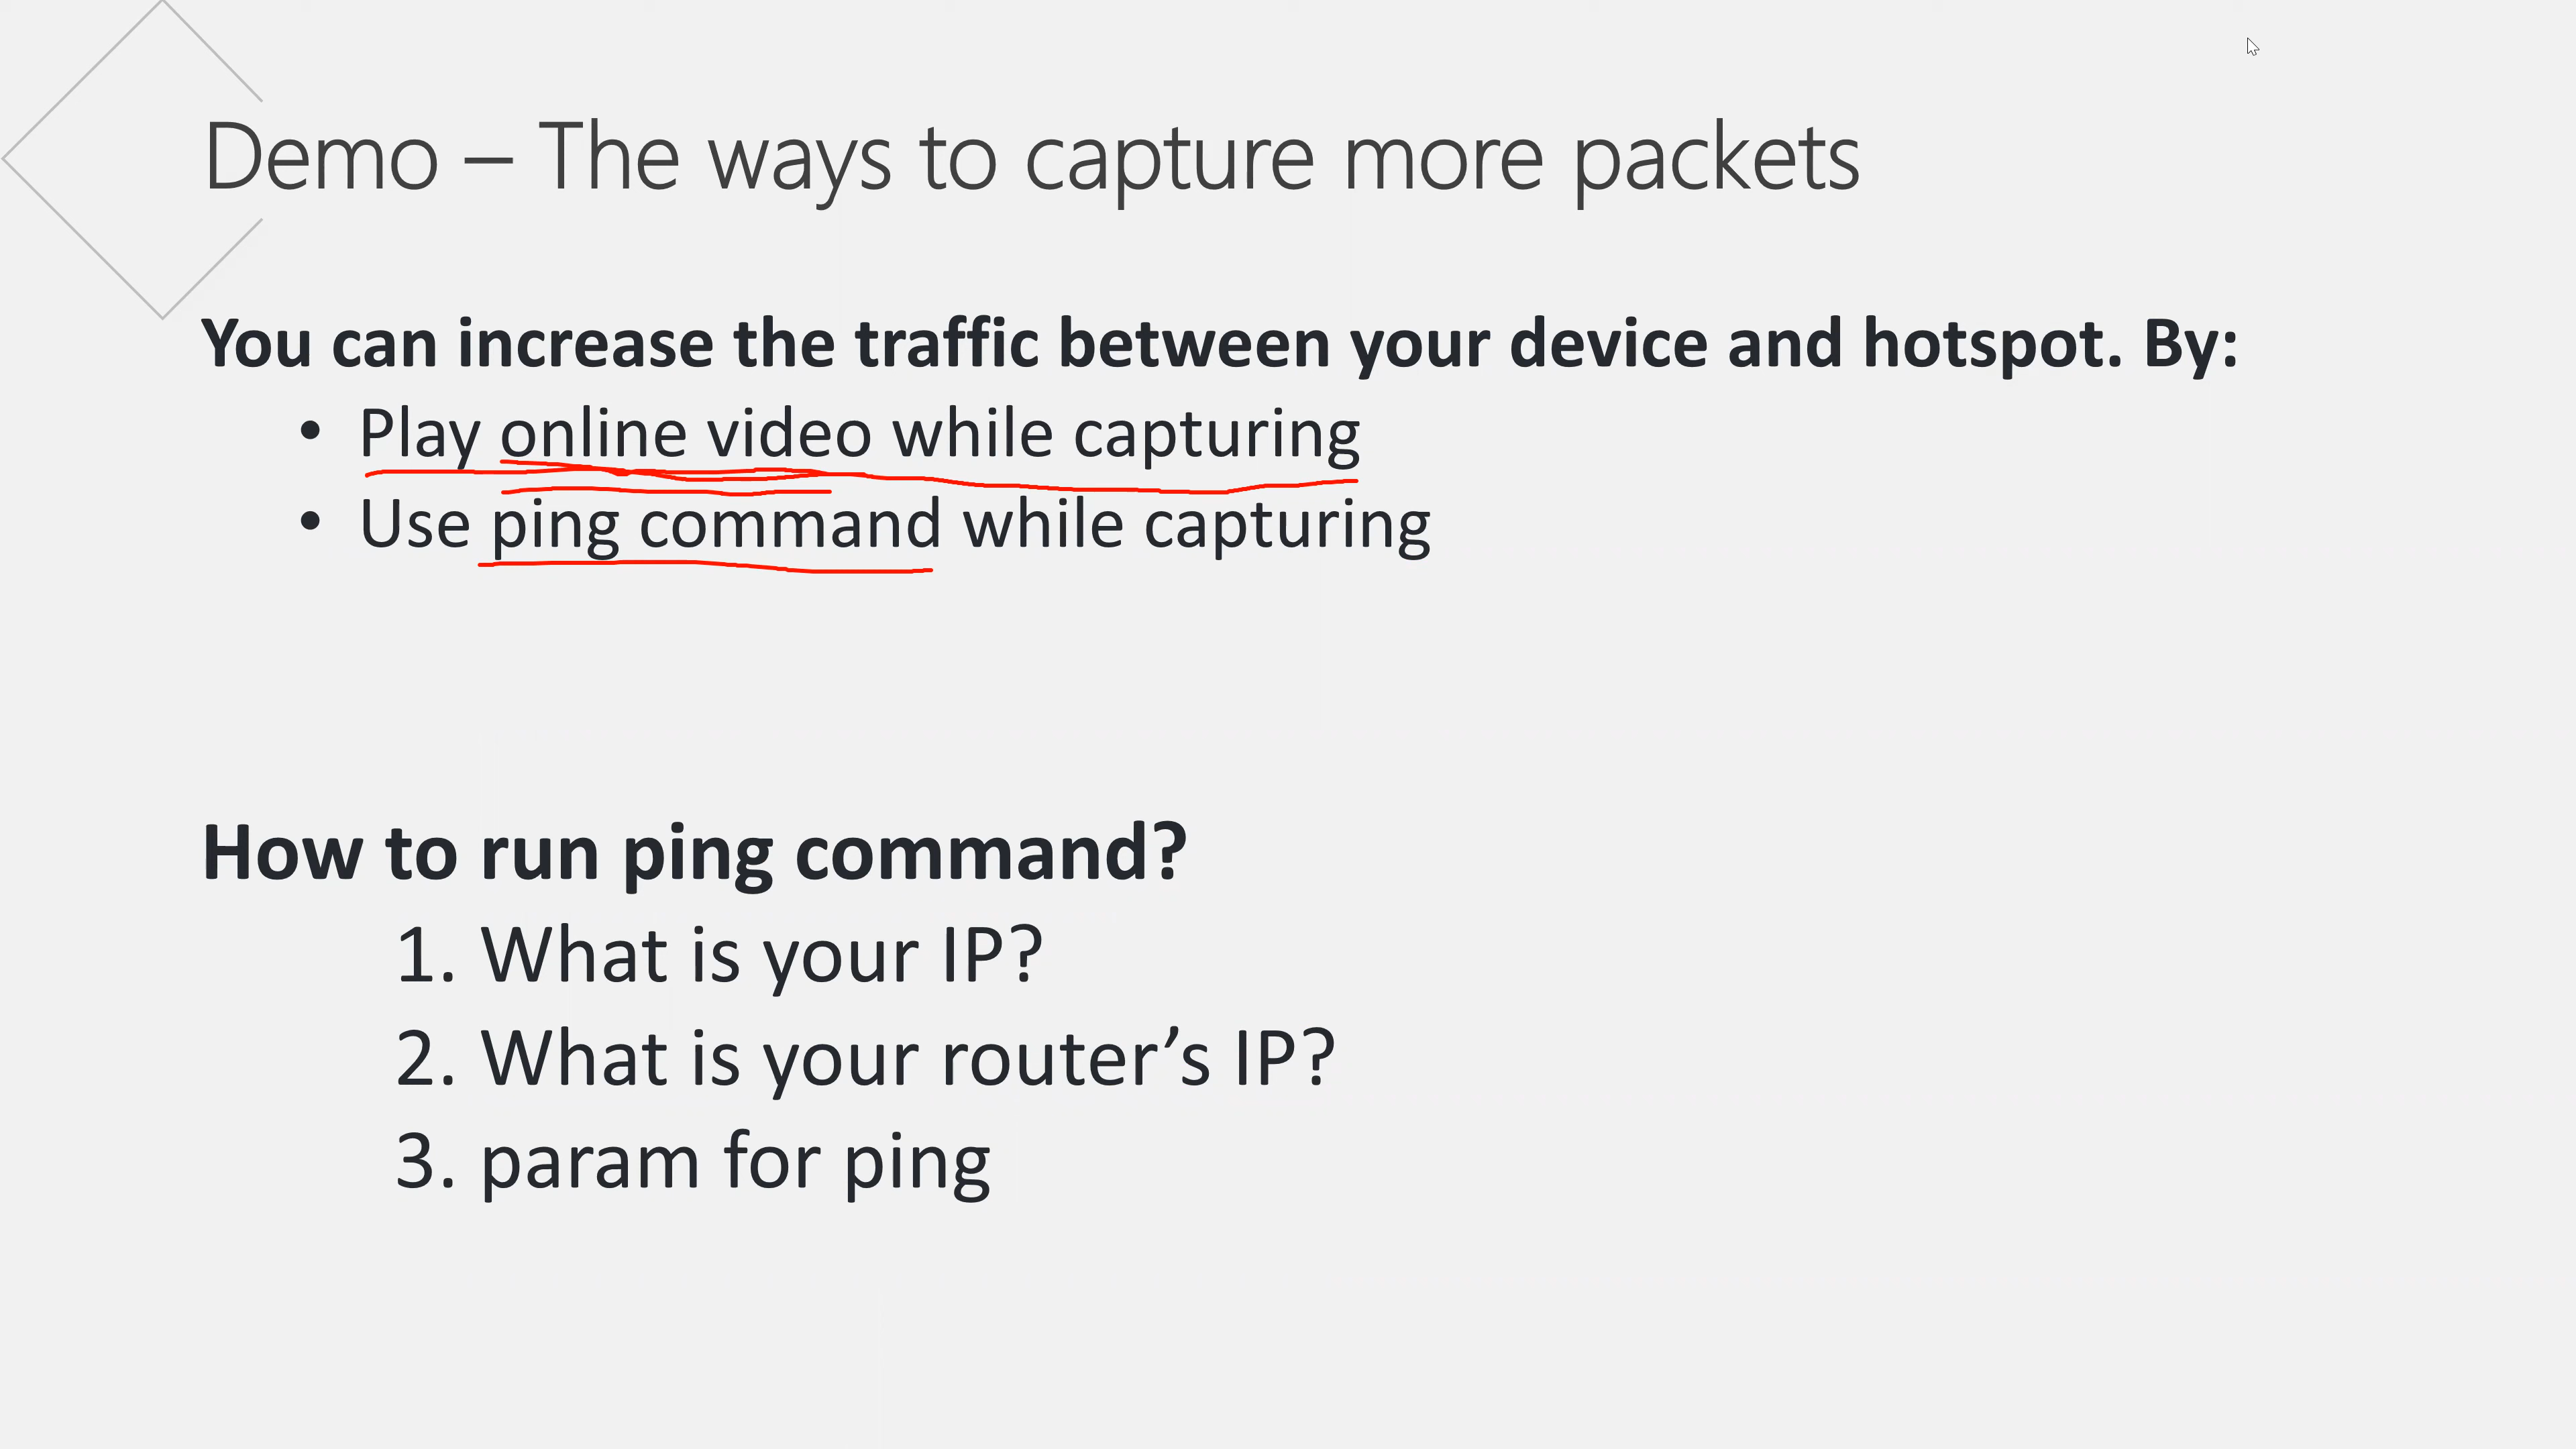 Demo – The ways to capture more packets
You can increase the traffic between your device and hotspot. By:
• Play online video while capturing
• Use ping command while capturing
How to run ping command?
1. What is your IP?
2. What is your router’s IP?
3. param for ping